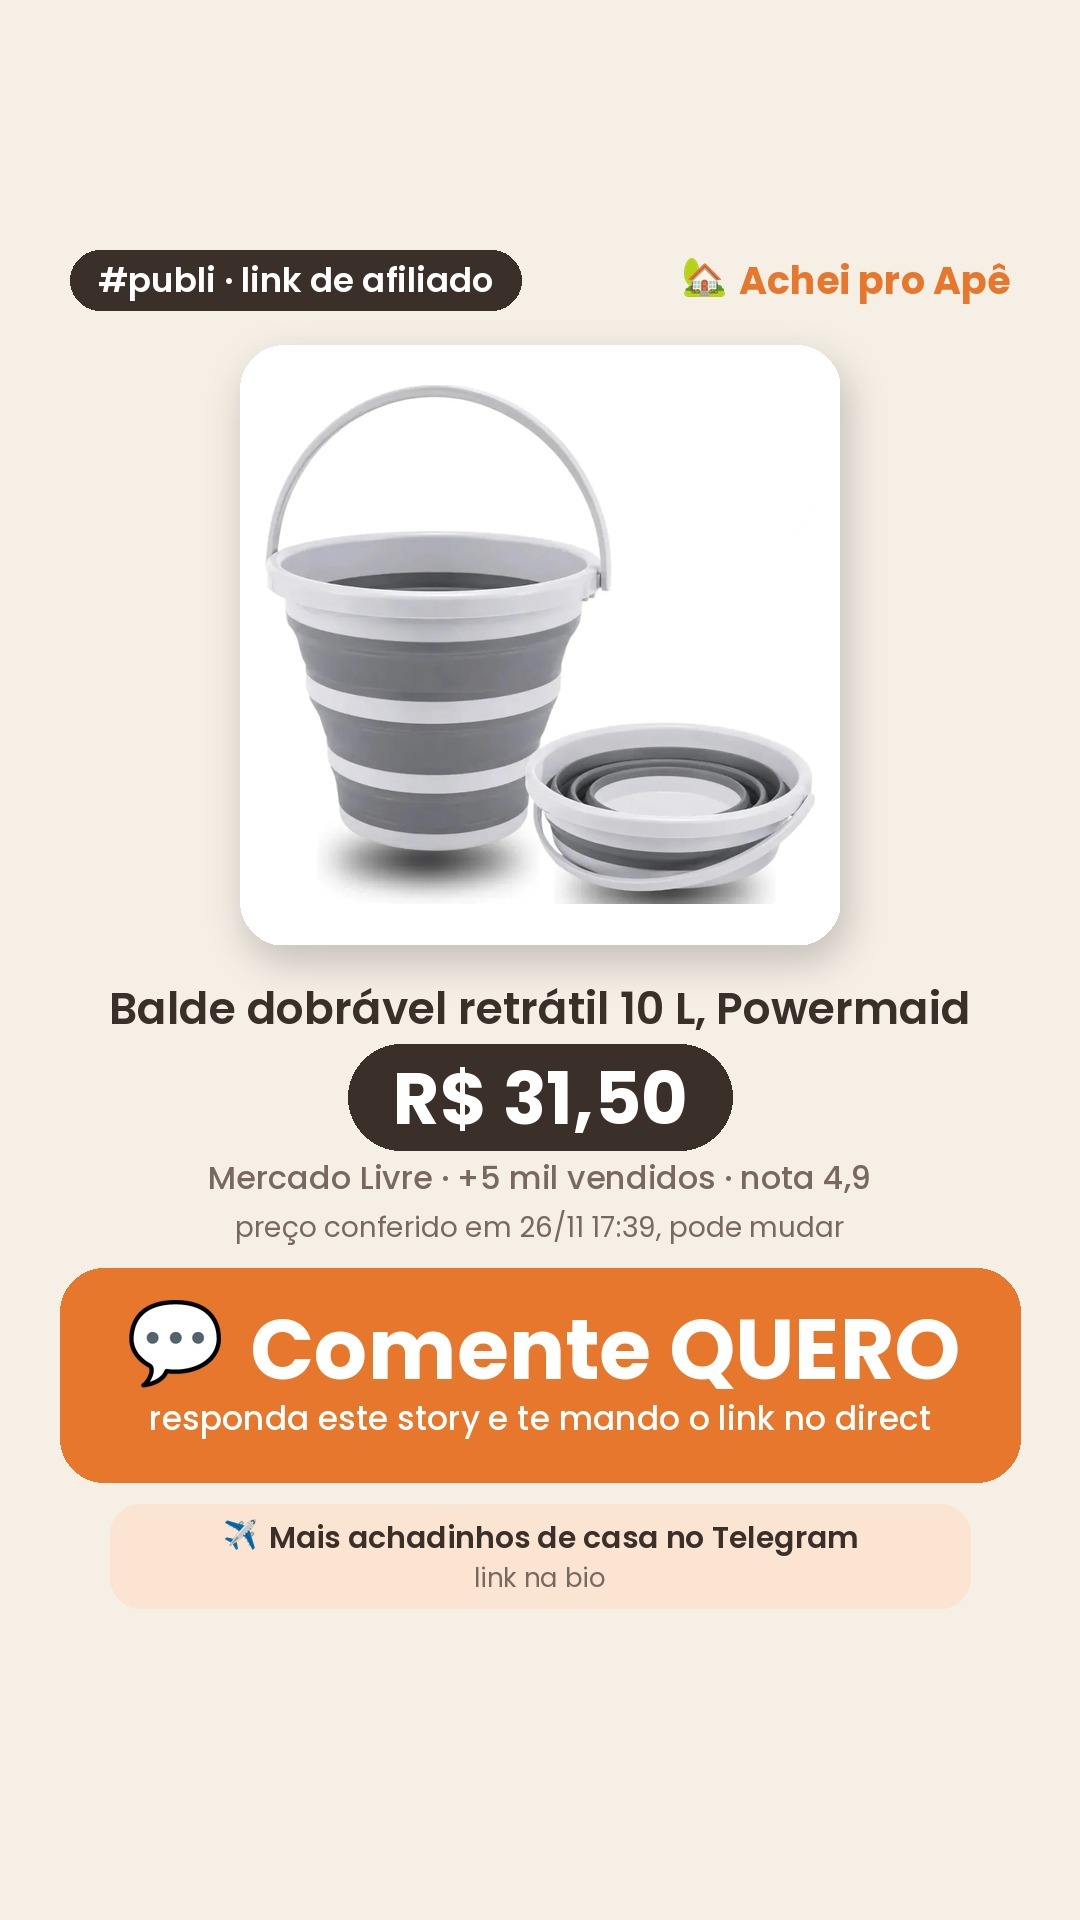 #publi · link de afiliado
🏡 Achei pro Apê
Balde dobrável retrátil 10 L, Powermaid
R$ 31,50
Mercado Livre · +5 mil vendidos · nota 4,9
preço conferido em 26/11 17:39, pode mudar
💬 Comente QUERO
responda este story e te mando o link no direct
✈️ Mais achadinhos de casa no Telegram
link na bio